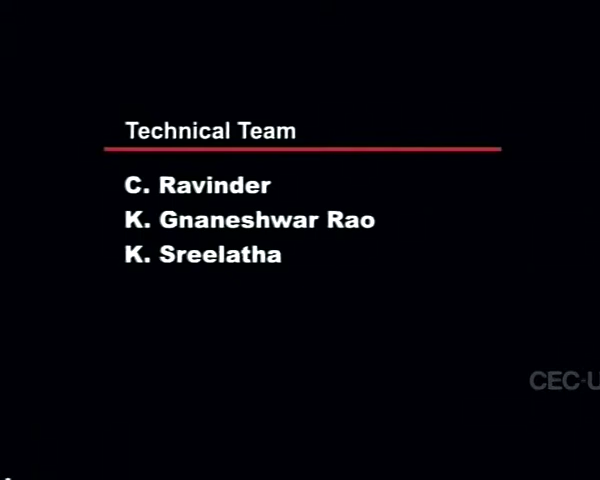 Technical Team
C. Ravinder
K. Gnaneshwar Rao
K. Sreelatha
CEC-U